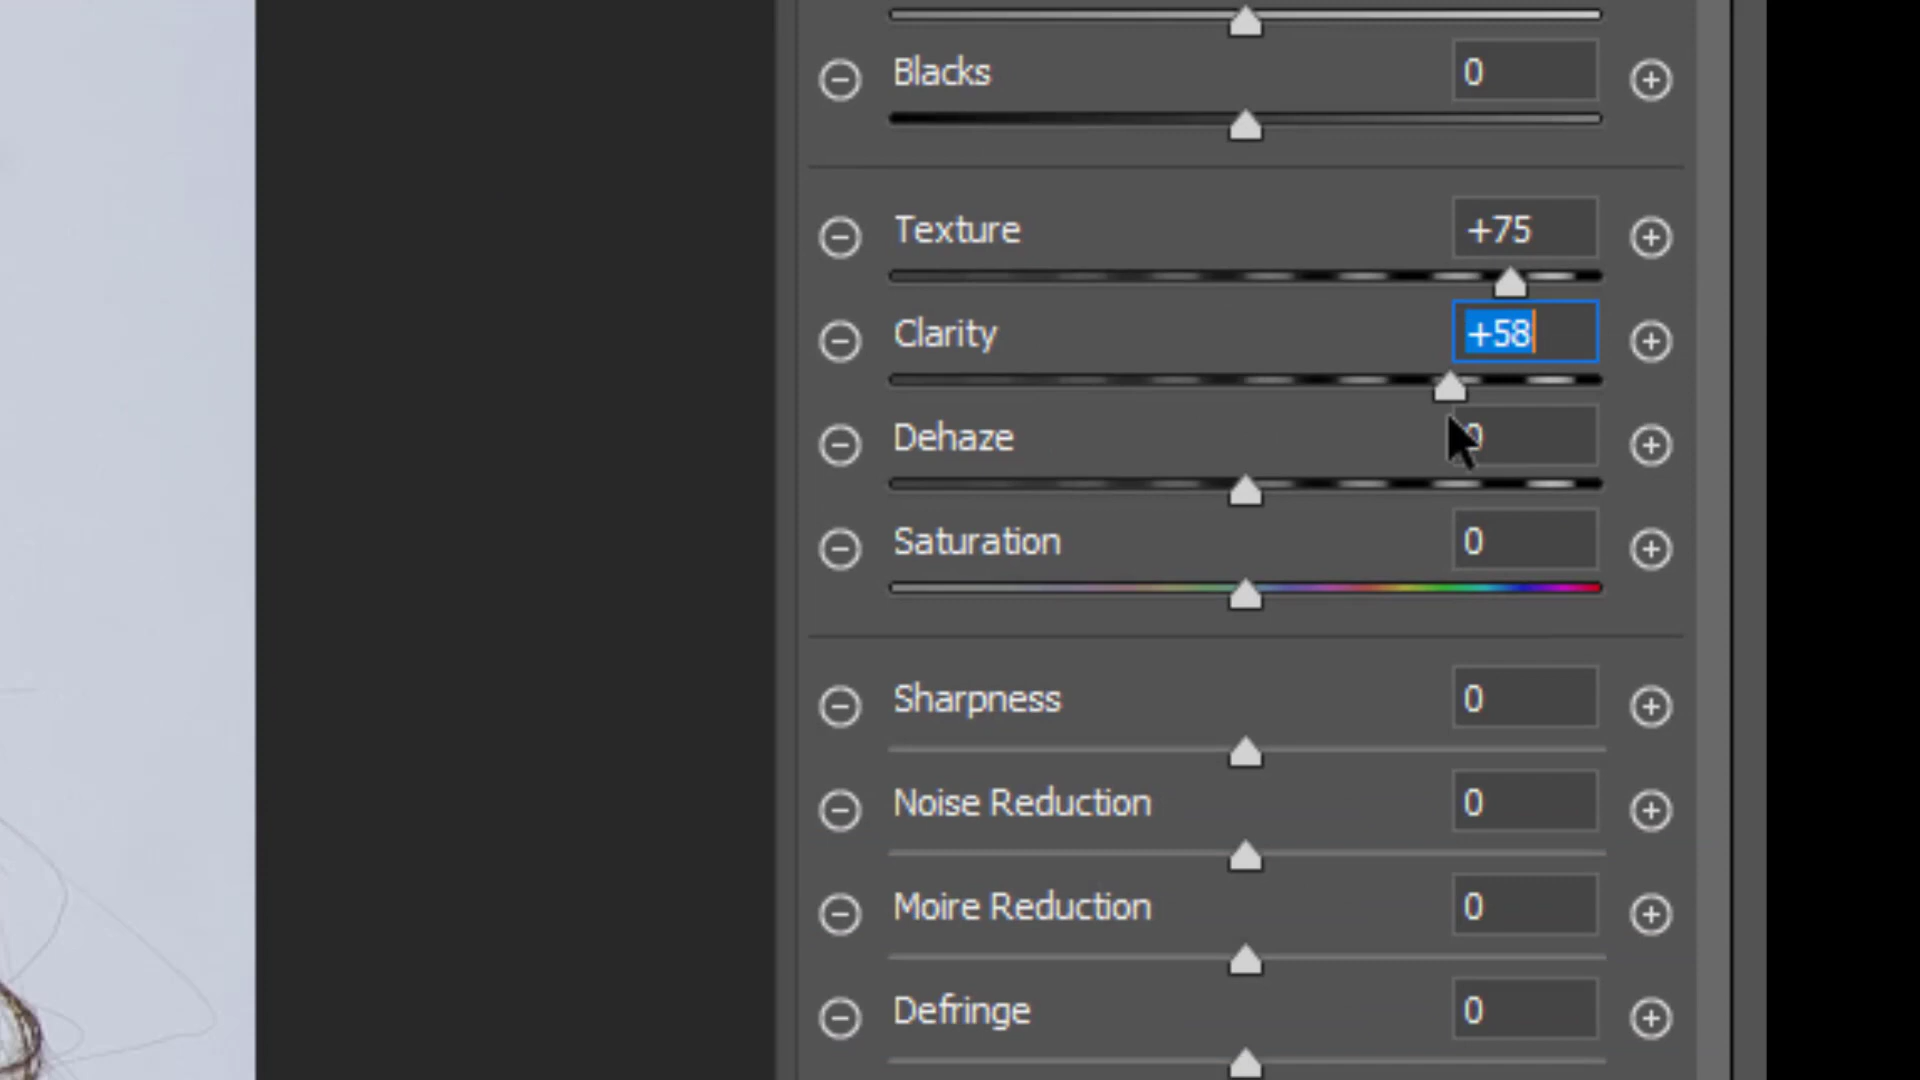 Blacks 0
Texture +75
Clarity +58
Dehaze 0
Saturation 0
Sharpness 0
Noise Reduction 0
Moire Reduction 0
Defringe 0